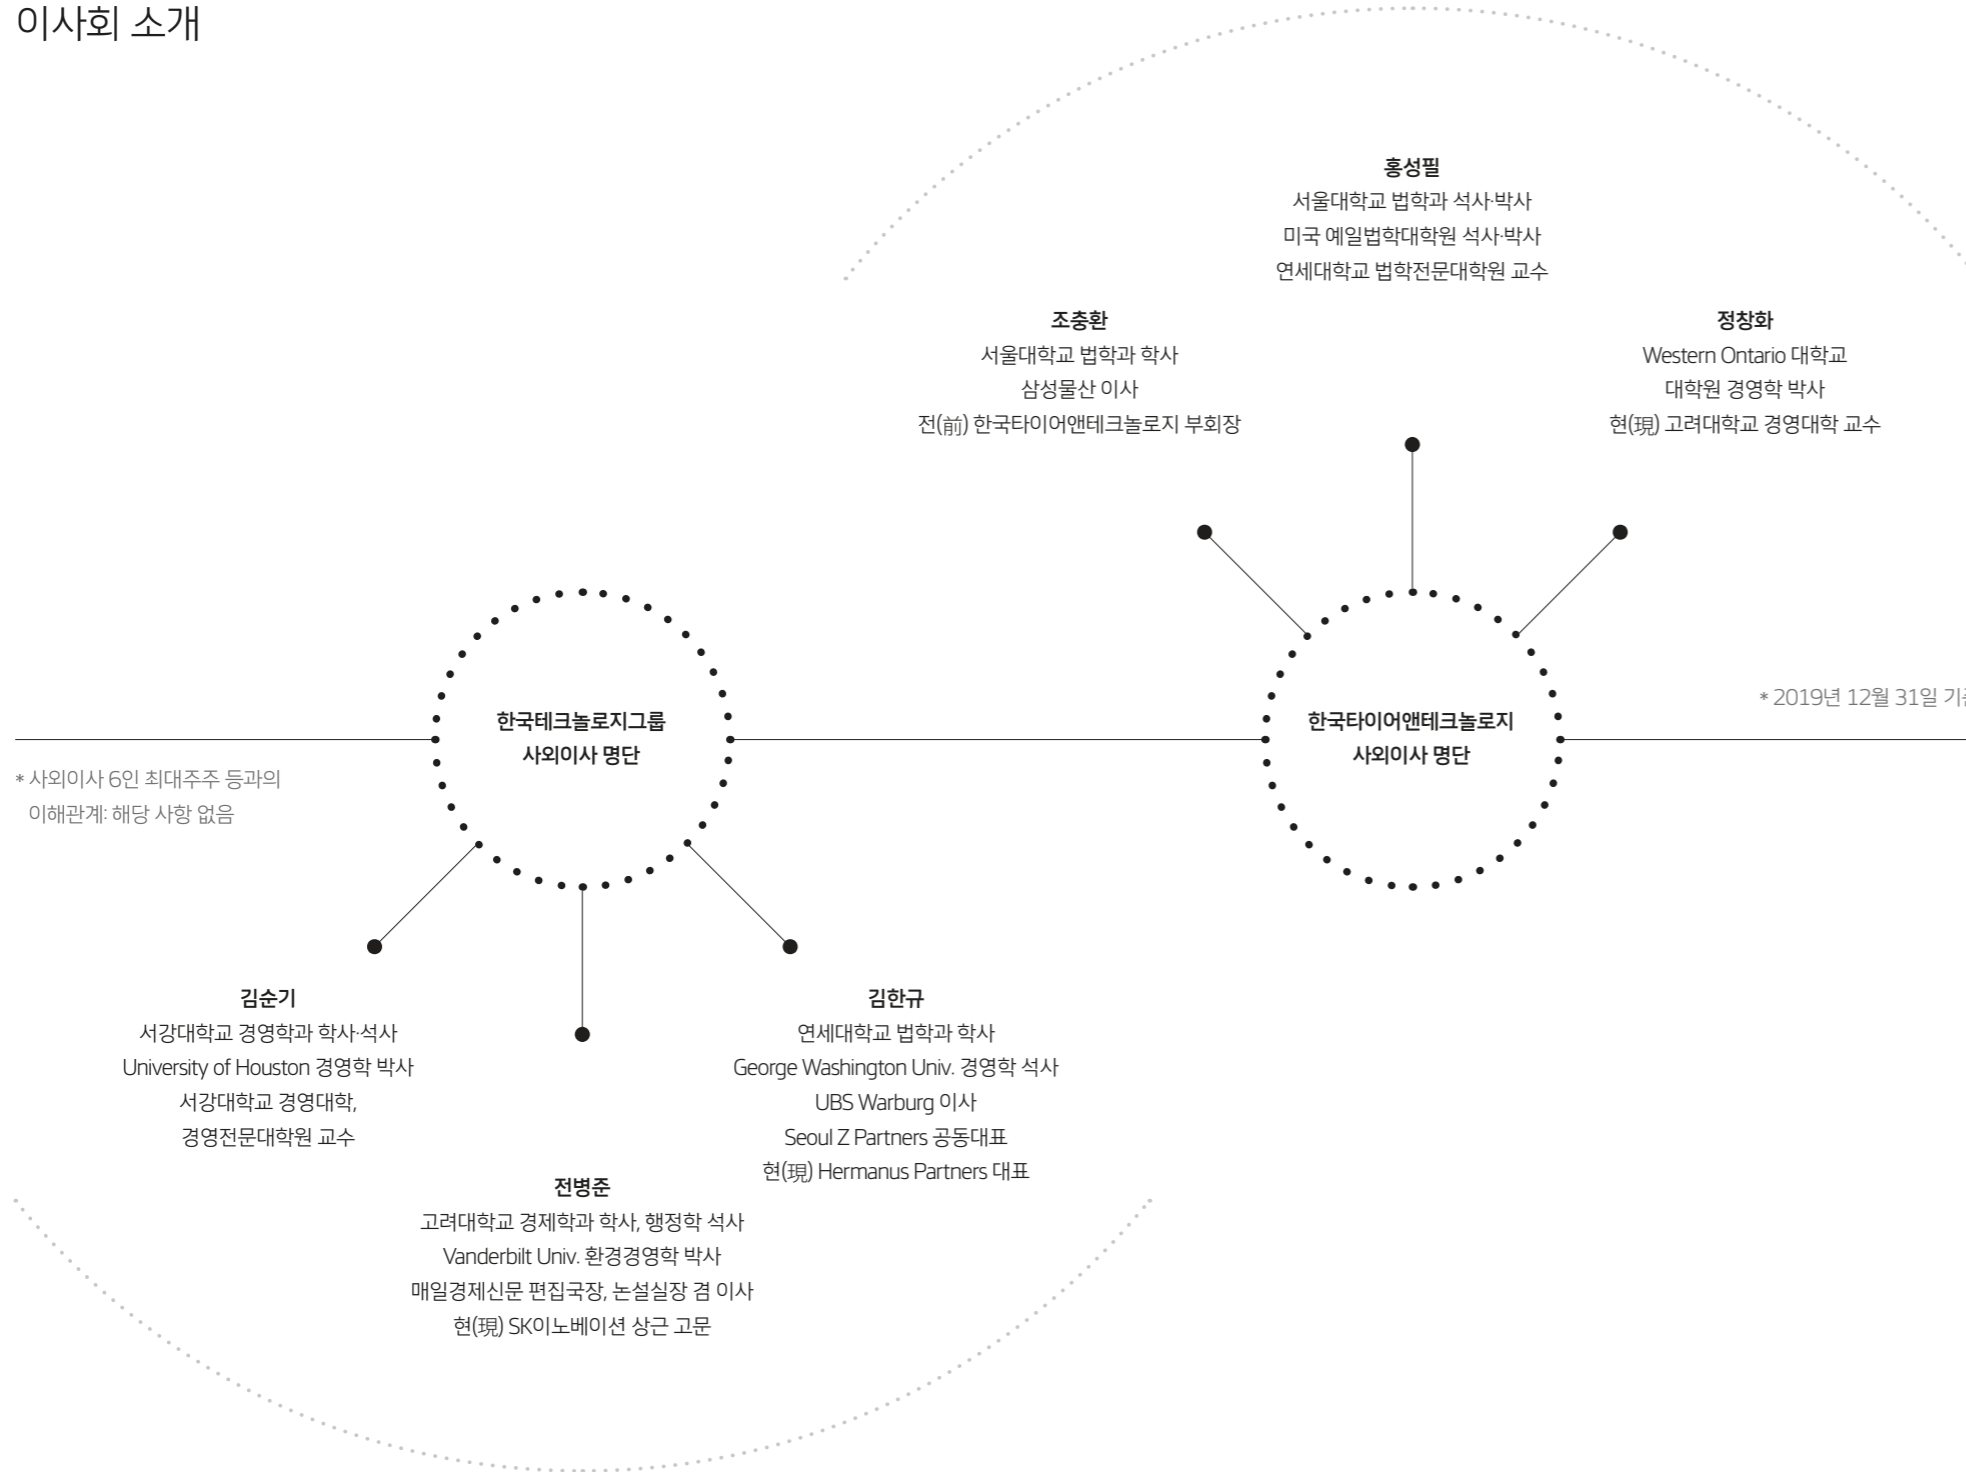 이사회 소개
홍성필
서울대학교 법학과 석사·박사
미국 예일법학대학원 석사·박사
연세대학교 법학전문대학원 교수
조충환
서울대학교 법학과 학사
삼성물산 이사
전(前) 한국타이어앤테크놀로지 부회장
정창화
Western Ontario 대학교
대학원 경영학 박사
현(現) 고려대학교 경영대학 교수
한국테크놀로지그룹
사외이사 명단
한국타이어앤테크놀로지
사외이사 명단
* 2019년 12월 31일
* 사외이사 6인 최대주주 등과의
이해관계: 해당 사항 없음
김순기
서강대학교 경영학과 학사·석사
University of Houston 경영학 박사
서강대학교 경영대학,
경영전문대학원 교수
전병준
고려대학교 경제학과 학사, 행정학 석사
Vanderbilt Univ. 환경경영학 박사
매일경제신문 편집국장, 논설실장 겸 이사
현(現) SK이노베이션 상근 고문
김한규
연세대학교 법학과 학사
George Washington Univ. 경영학 석사
UBS Warburg 이사
Seoul Z Partners 공동대표
현(現) Hermanus Partners 대표